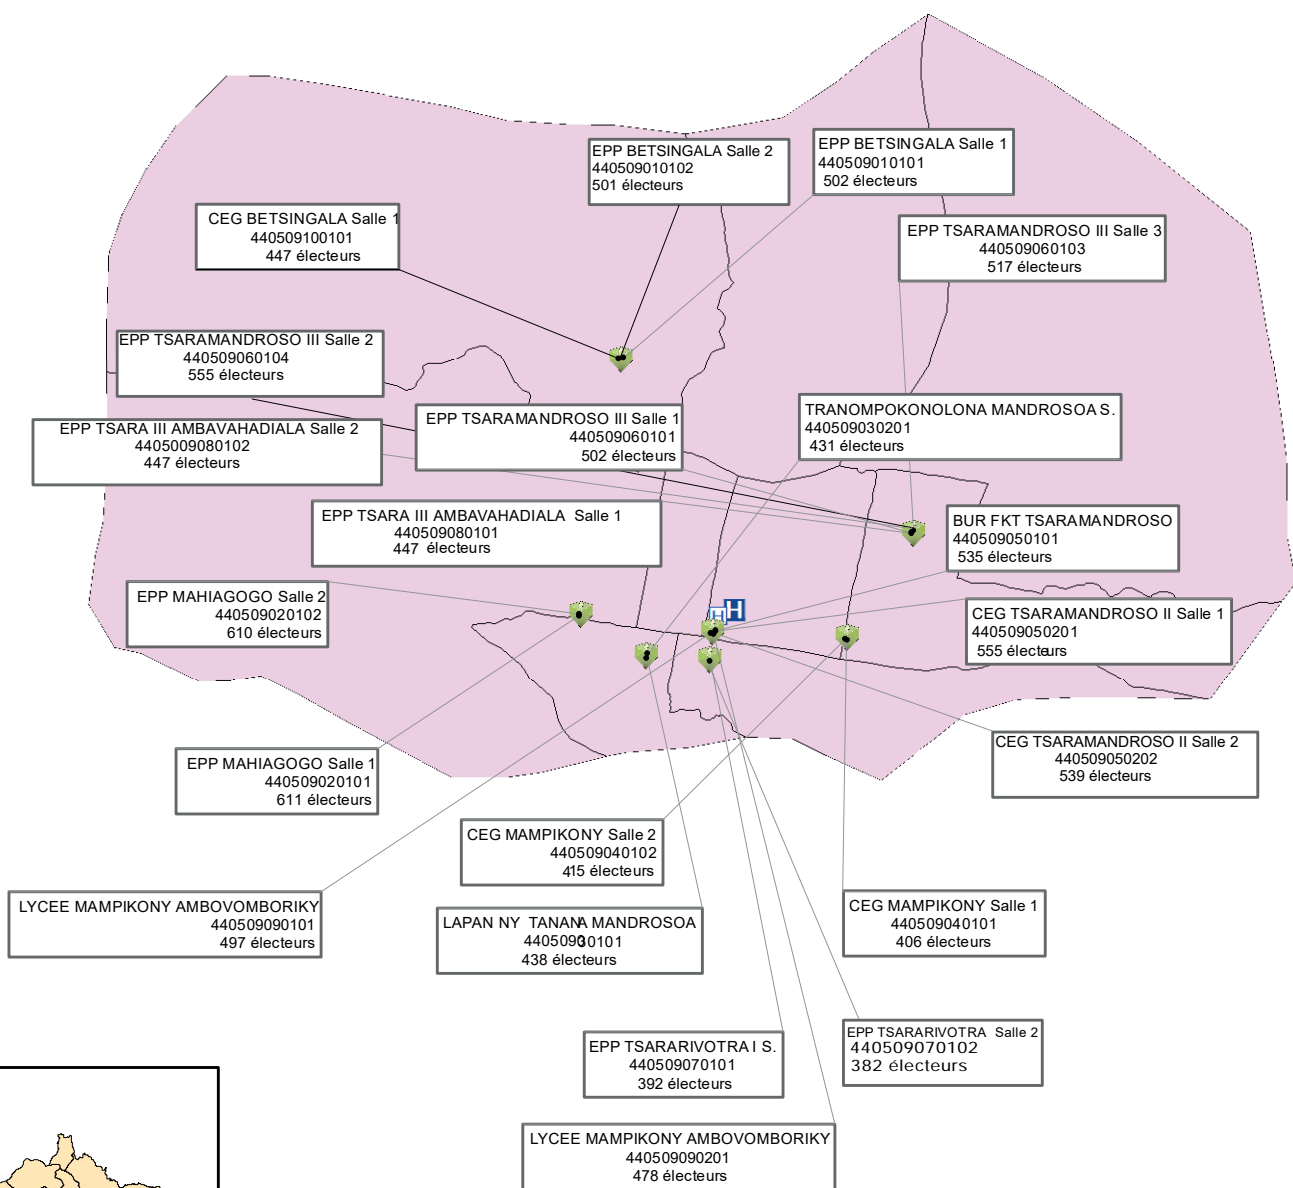 EPP BETSINGALA Salle 2
440509010102
501 électeurs
EPP BETSINGALA Salle 1
440509010101
502 électeurs
CEG BETSINGALA Salle 1
440509100101
447 électeurs
EPP TSARAMANDROSO III Salle 3
440509060103
517 électeurs
EPP TSARAMANDROSO III Salle 2
440509060104
555 électeurs
EPP TSARA III AMBAVAHADIALA Salle 2
4405009080102
447 électeurs
EPP TSARAMANDROSO III Salle 1
440509060101
502 électeurs
TRANOMPOKONOLONA MANDROSOA S.
440509030201
431 électeurs
EPP TSARA III AMBAVAHADIALA Salle 1
440509080101
447 électeurs
BUR FKT TSARAMANDROSO
440509050101
535 électeurs
EPP MAHIAGOGO Salle 2
440509020102
610 électeurs
H
H
CEG TSARAMANDROSO II Salle 1
440509050201
555 électeurs
CEG TSARAMANDROSO II Salle 2
440509050202
539 électeurs
EPP MAHIAGOGO Salle 1
440509020101
611 électeurs
CEG MAMPIKONY Salle 2
440509040102
415 électeurs
LYCEE MAMPIKONY AMBOVOMBORIKY
440509090101
497 électeurs
LAPAN NY TANANA MANDROSOA
440509030101
438 électeurs
CEG MAMPIKONY Salle 1
440509040101
406 électeurs
EPP TSARARIVOTRA I S.
440509070101
392 électeurs
EPP TSARARIVOTRA Salle 2
440509070102
382 électeurs
LYCEE MAMPIKONY AMBOVOMBORIKY
440509090201
478 électeurs